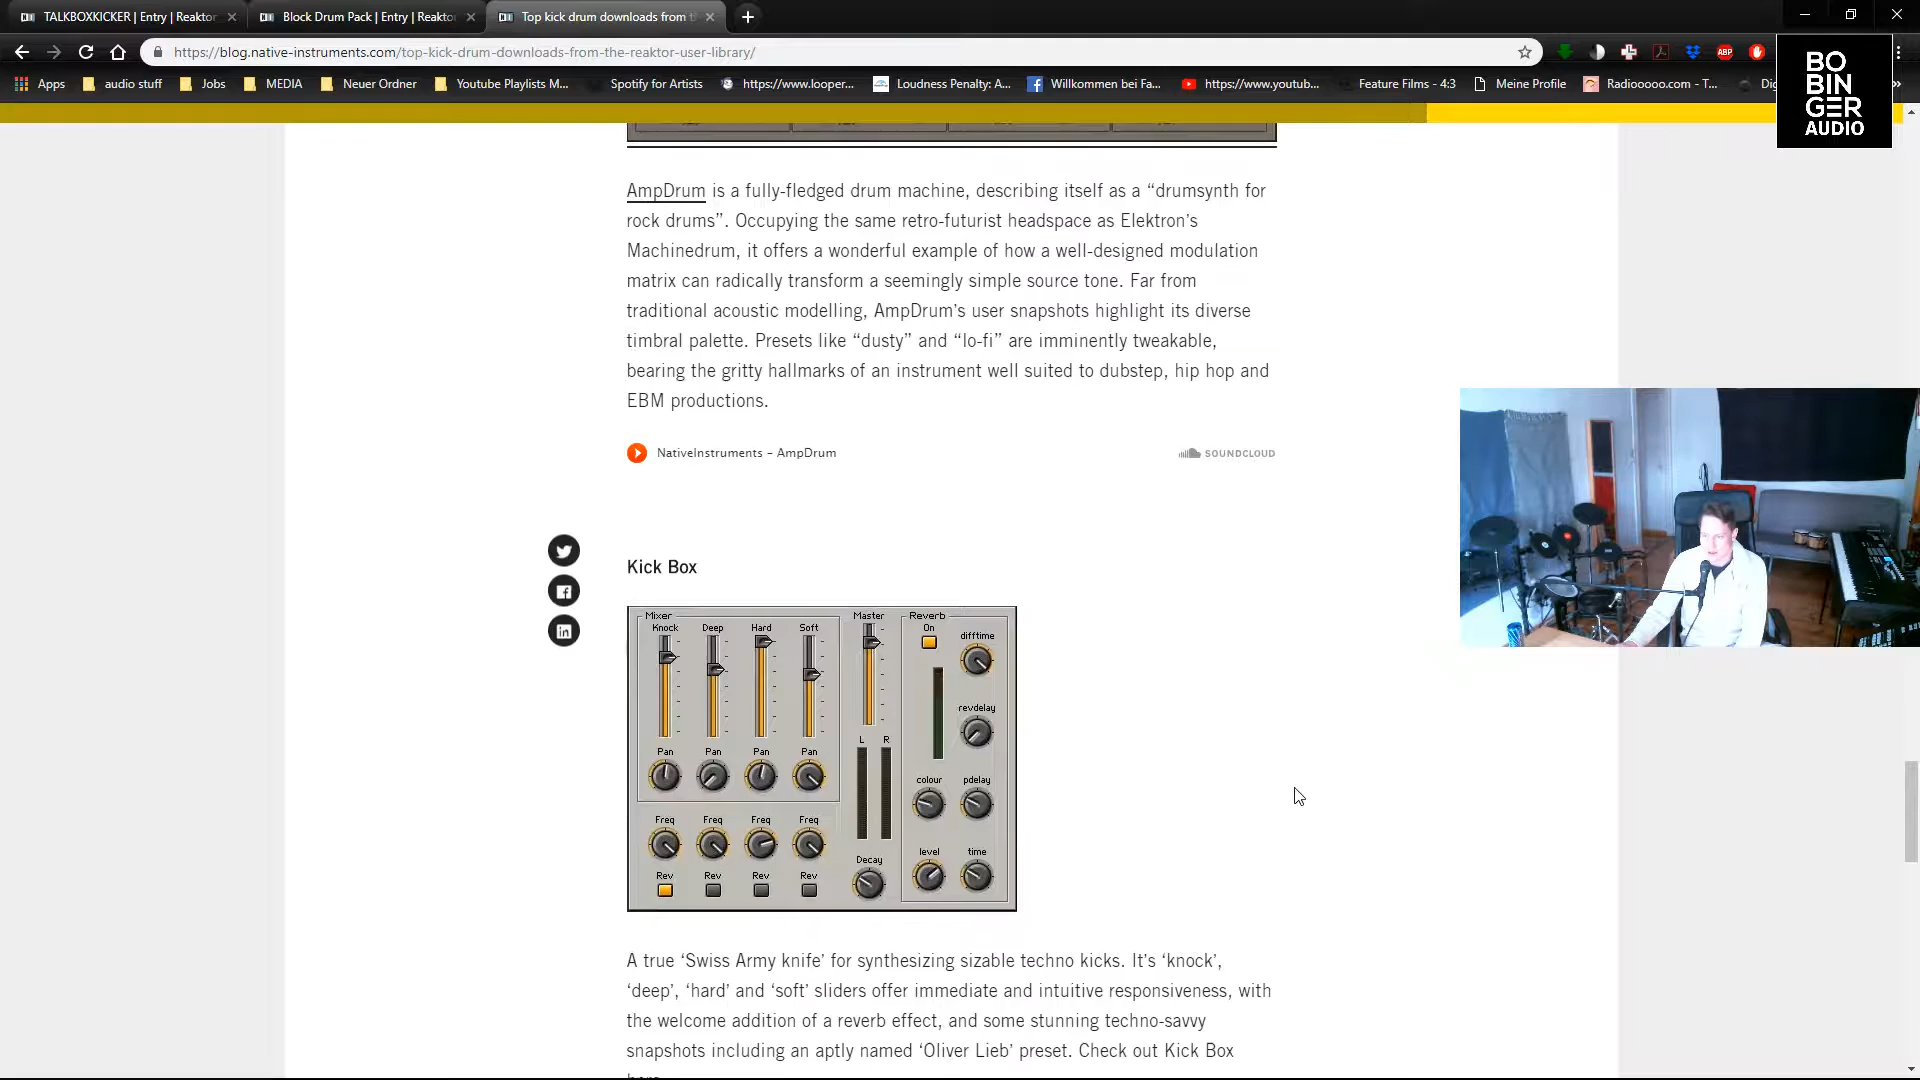 TALKBOXKICKER | Entry | Reaktor
Block Drum Pack | Entry | Reaktor
Top kick drum downloads from t
https://blog.native-instruments.com/top-kick-drum-downloads-from-the-reaktor-user-library/
ABP
Apps
audio stuff
Jobs
MEDIA
Neuer Ordner
Youtube Playlists M...
Spotify for Artists
https://www.looper...
Loudness Penalty: A...
Willkommen bei Fa...
https://www.youtub...
Feature Films - 4:3
Meine Profile
Radiooooo.com - T...
BO
BIN
GER
AUDIO
AmpDrum is a fully-fledged drum machine, describing itself as a “drumsynth for
rock drums”. Occupying the same retro-futurist headspace as Elektron’s
Machinedrum, it offers a wonderful example of how a well-designed modulation
matrix can radically transform a seemingly simple source tone. Far from
traditional acoustic modelling, AmpDrum’s user snapshots highlight its diverse
timbral palette. Presets like “dusty” and “lo-fi” are imminently tweakable,
bearing the gritty hallmarks of an instrument well suited to dubstep, hip hop and
EBM productions.
NativeInstruments – AmpDrum
SOUNDCLOUD
Kick Box
Mixer
Master
Reverb
Knock
Deep
Hard
Soft
On
difftime
revdelay
L
R
Pan
Pan
Pan
Pan
colour
pdelay
Freq
Freq
Freq
Freq
level
time
Decay
Rev
Rev
Rev
Rev
A true ‘Swiss Army knife’ for synthesizing sizable techno kicks. It’s ‘knock’,
‘deep’, ‘hard’ and ‘soft’ sliders offer immediate and intuitive responsiveness, with
the welcome addition of a reverb effect, and some stunning techno-savvy
snapshots including an aptly named ‘Oliver Lieb’ preset. Check out Kick Box